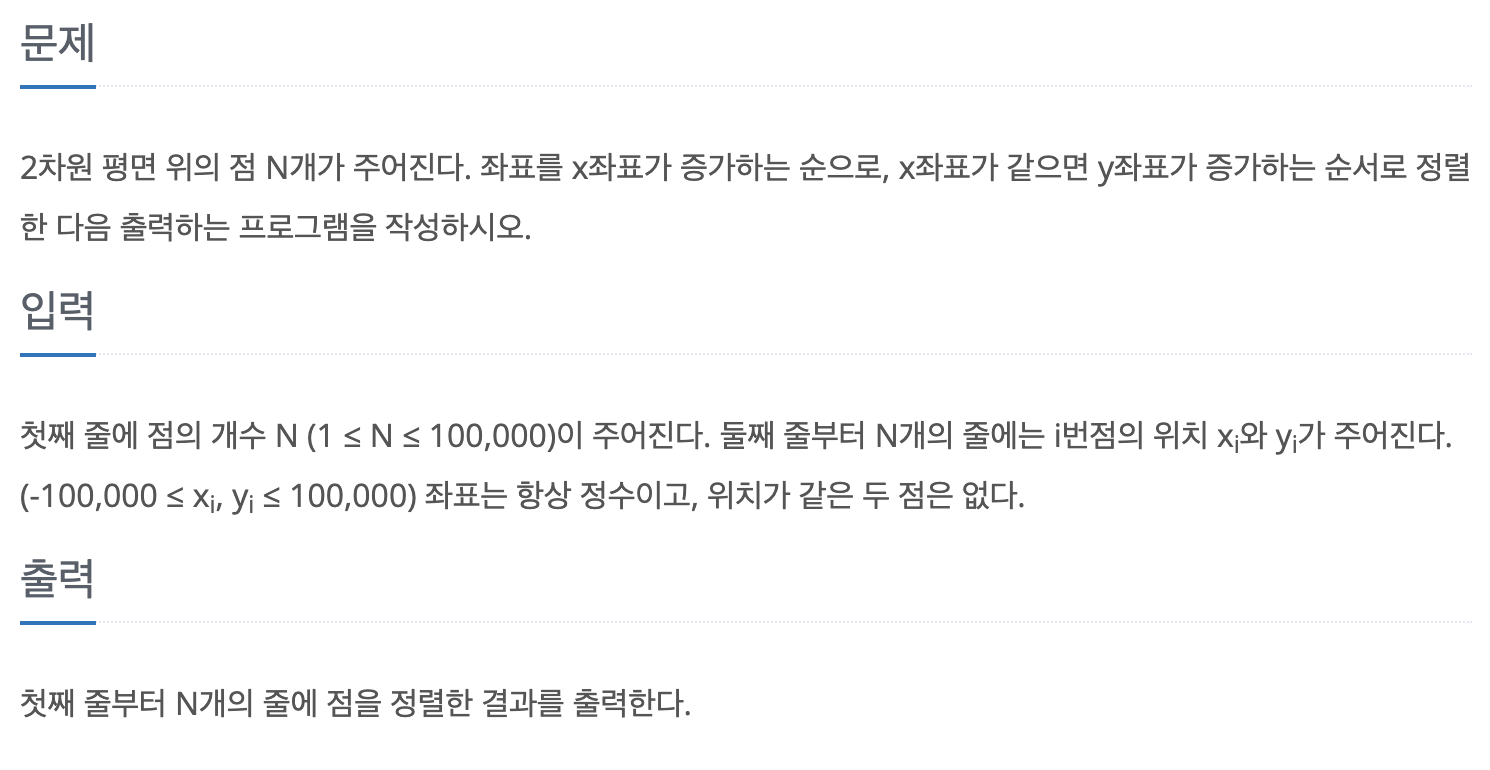 문제
2차원 평면 위의 점 N개가 주어진다. 좌표를 x좌표가 증가하는 순으로, x좌표가 같으면 y좌표가 증가하는 순서로 정렬
한 다음 출력하는 프로그램을 작성하시오.
입력
첫째 줄에 점의 개수 N (1 ≤ N ≤ 100,000)이 주어진다. 둘째 줄부터 N개의 줄에는 i번점의 위치 xi와 yi가 주어진다.
(-100,000 ≤ xi, yi ≤ 100,000) 좌표는 항상 정수이고, 위치가 같은 두 점은 없다.
출력
첫째 줄부터 N개의 줄에 점을 정렬한 결과를 출력한다.